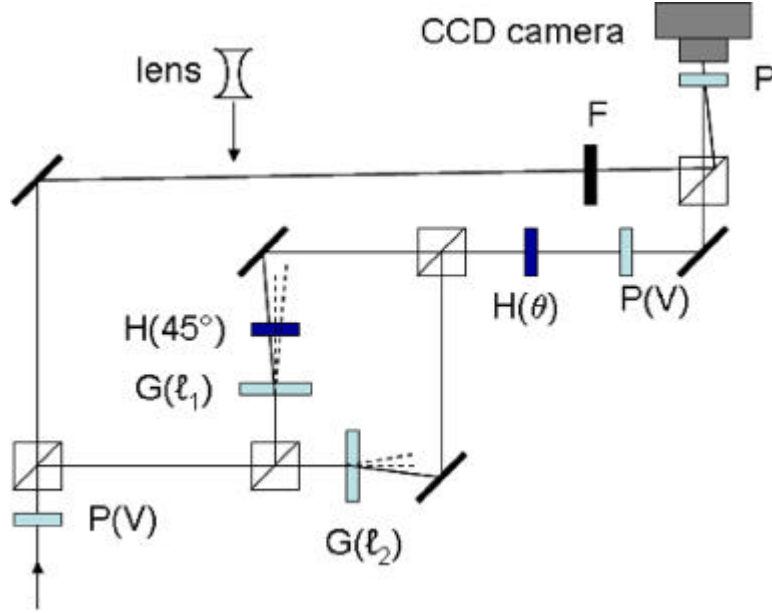 CCD camera
lens
P
F
H(θ)
P(V)
H(45°)
G(ℓ₁)
P(V)
G(ℓ₂)